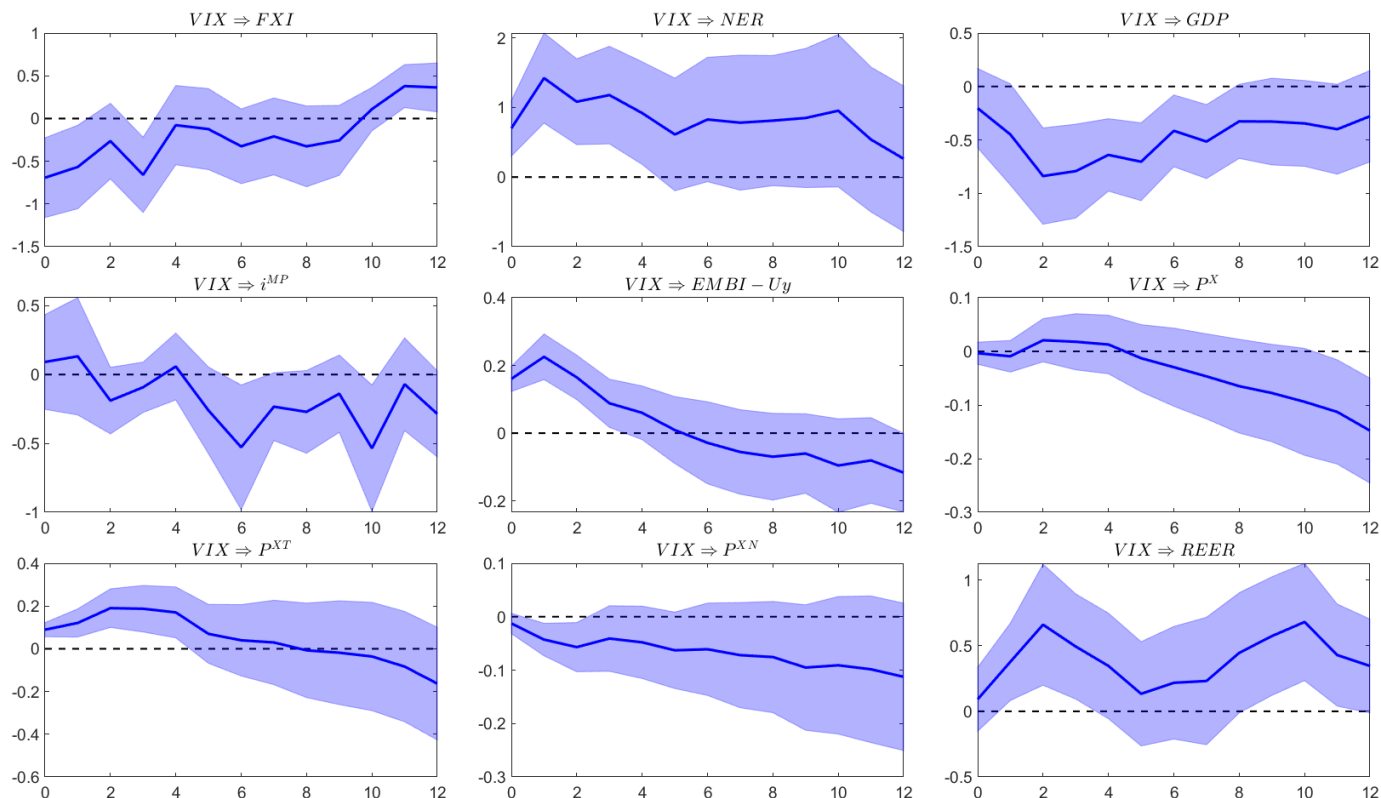 VIX ⇒ FXI
1
0.5
0
-0.5
-1
-1.5
0 2 4 6 8 10 12
VIX ⇒ NER
2
1
0
-1
0 2 4 6 8 10 12
VIX ⇒ GDP
0.5
0
-0.5
-1
-1.5
0 2 4 6 8 10 12
VIX ⇒ i^{MP}
0.5
0
-0.5
-1
0 2 4 6 8 10 12
VIX ⇒ EMBI − Uy
0.4
0.2
0
-0.2
0 2 4 6 8 10 12
VIX ⇒ P^{X}
0.1
0
-0.1
-0.2
-0.3
0 2 4 6 8 10 12
VIX ⇒ P^{XT}
0.4
0.2
0
-0.2
-0.4
-0.6
0 2 4 6 8 10 12
VIX ⇒ P^{XN}
0.1
0
-0.1
-0.2
-0.3
0 2 4 6 8 10 12
VIX ⇒ REER
1
0.5
0
-0.5
0 2 4 6 8 10 12